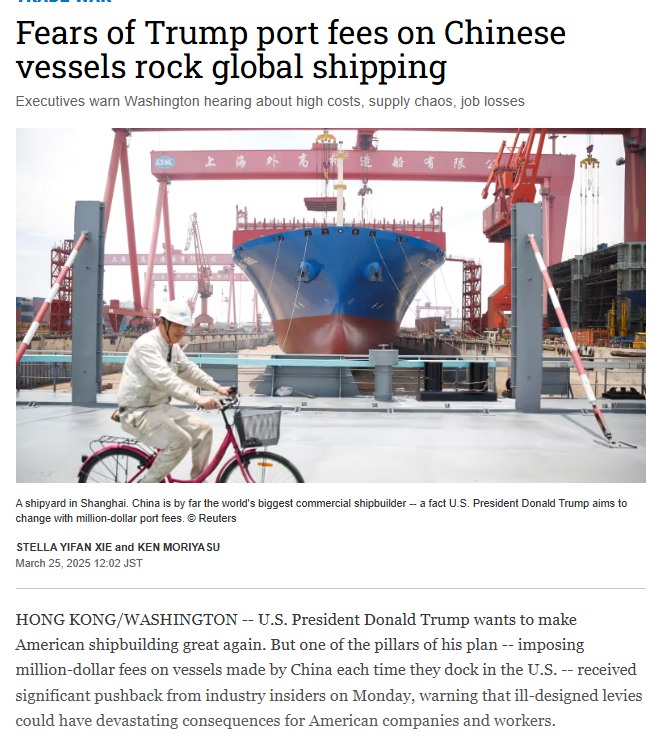 TRADE WAR
Fears of Trump port fees on Chinese
vessels rock global shipping
Executives warn Washington hearing about high costs, supply chaos, job losses
上海外高桥造船有限公
A shipyard in Shanghai. China is by far the world's biggest commercial shipbuilder -- a fact U.S. President Donald Trump aims to
change with million-dollar port fees. © Reuters
STELLA YIFAN XIE and KEN MORIYASU
March 25, 2025 12:02 JST
HONG KONG/WASHINGTON -- U.S. President Donald Trump wants to make
American shipbuilding great again. But one of the pillars of his plan -- imposing
million-dollar fees on vessels made by China each time they dock in the U.S. -- received
significant pushback from industry insiders on Monday, warning that ill-designed levies
could have devastating consequences for American companies and workers.